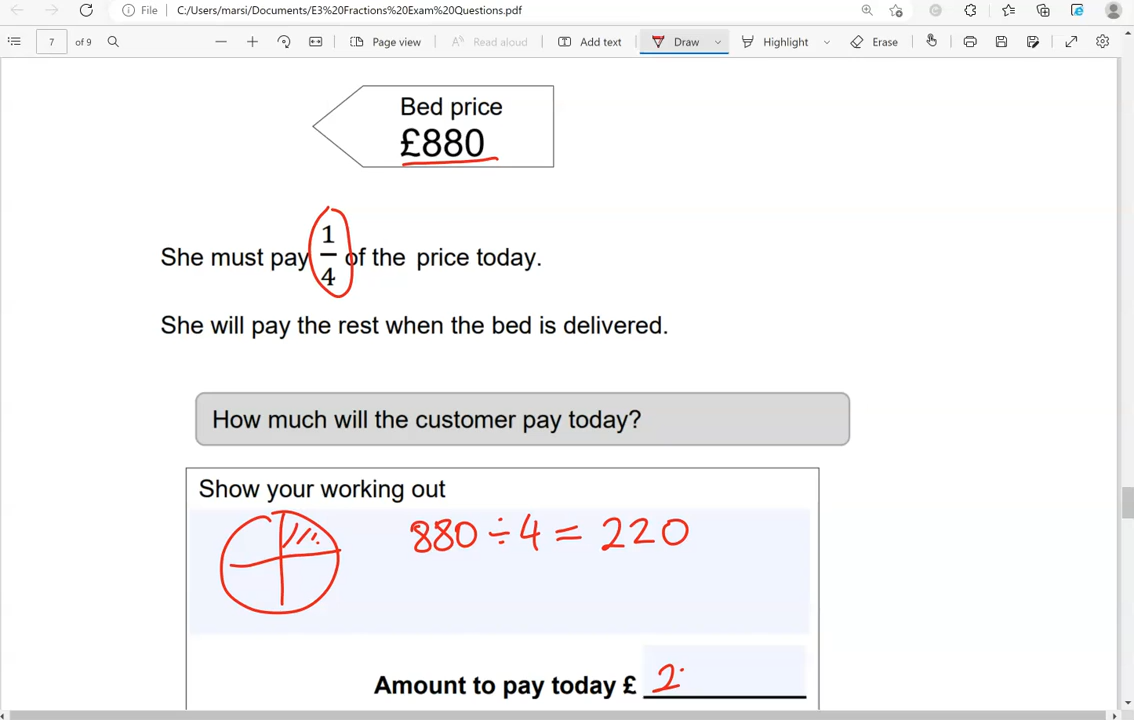 File C:/Users/marsi/Documents/E3%20Fractions%20Exam%20Questions.pdf
7 of 9 Page view Read aloud Add text Draw Highlight Erase
Bed price
£880
She must pay 1/4 of the price today.
She will pay the rest when the bed is delivered.
How much will the customer pay today?
Show your working out
880 ÷ 4 = 220
Amount to pay today £ 2